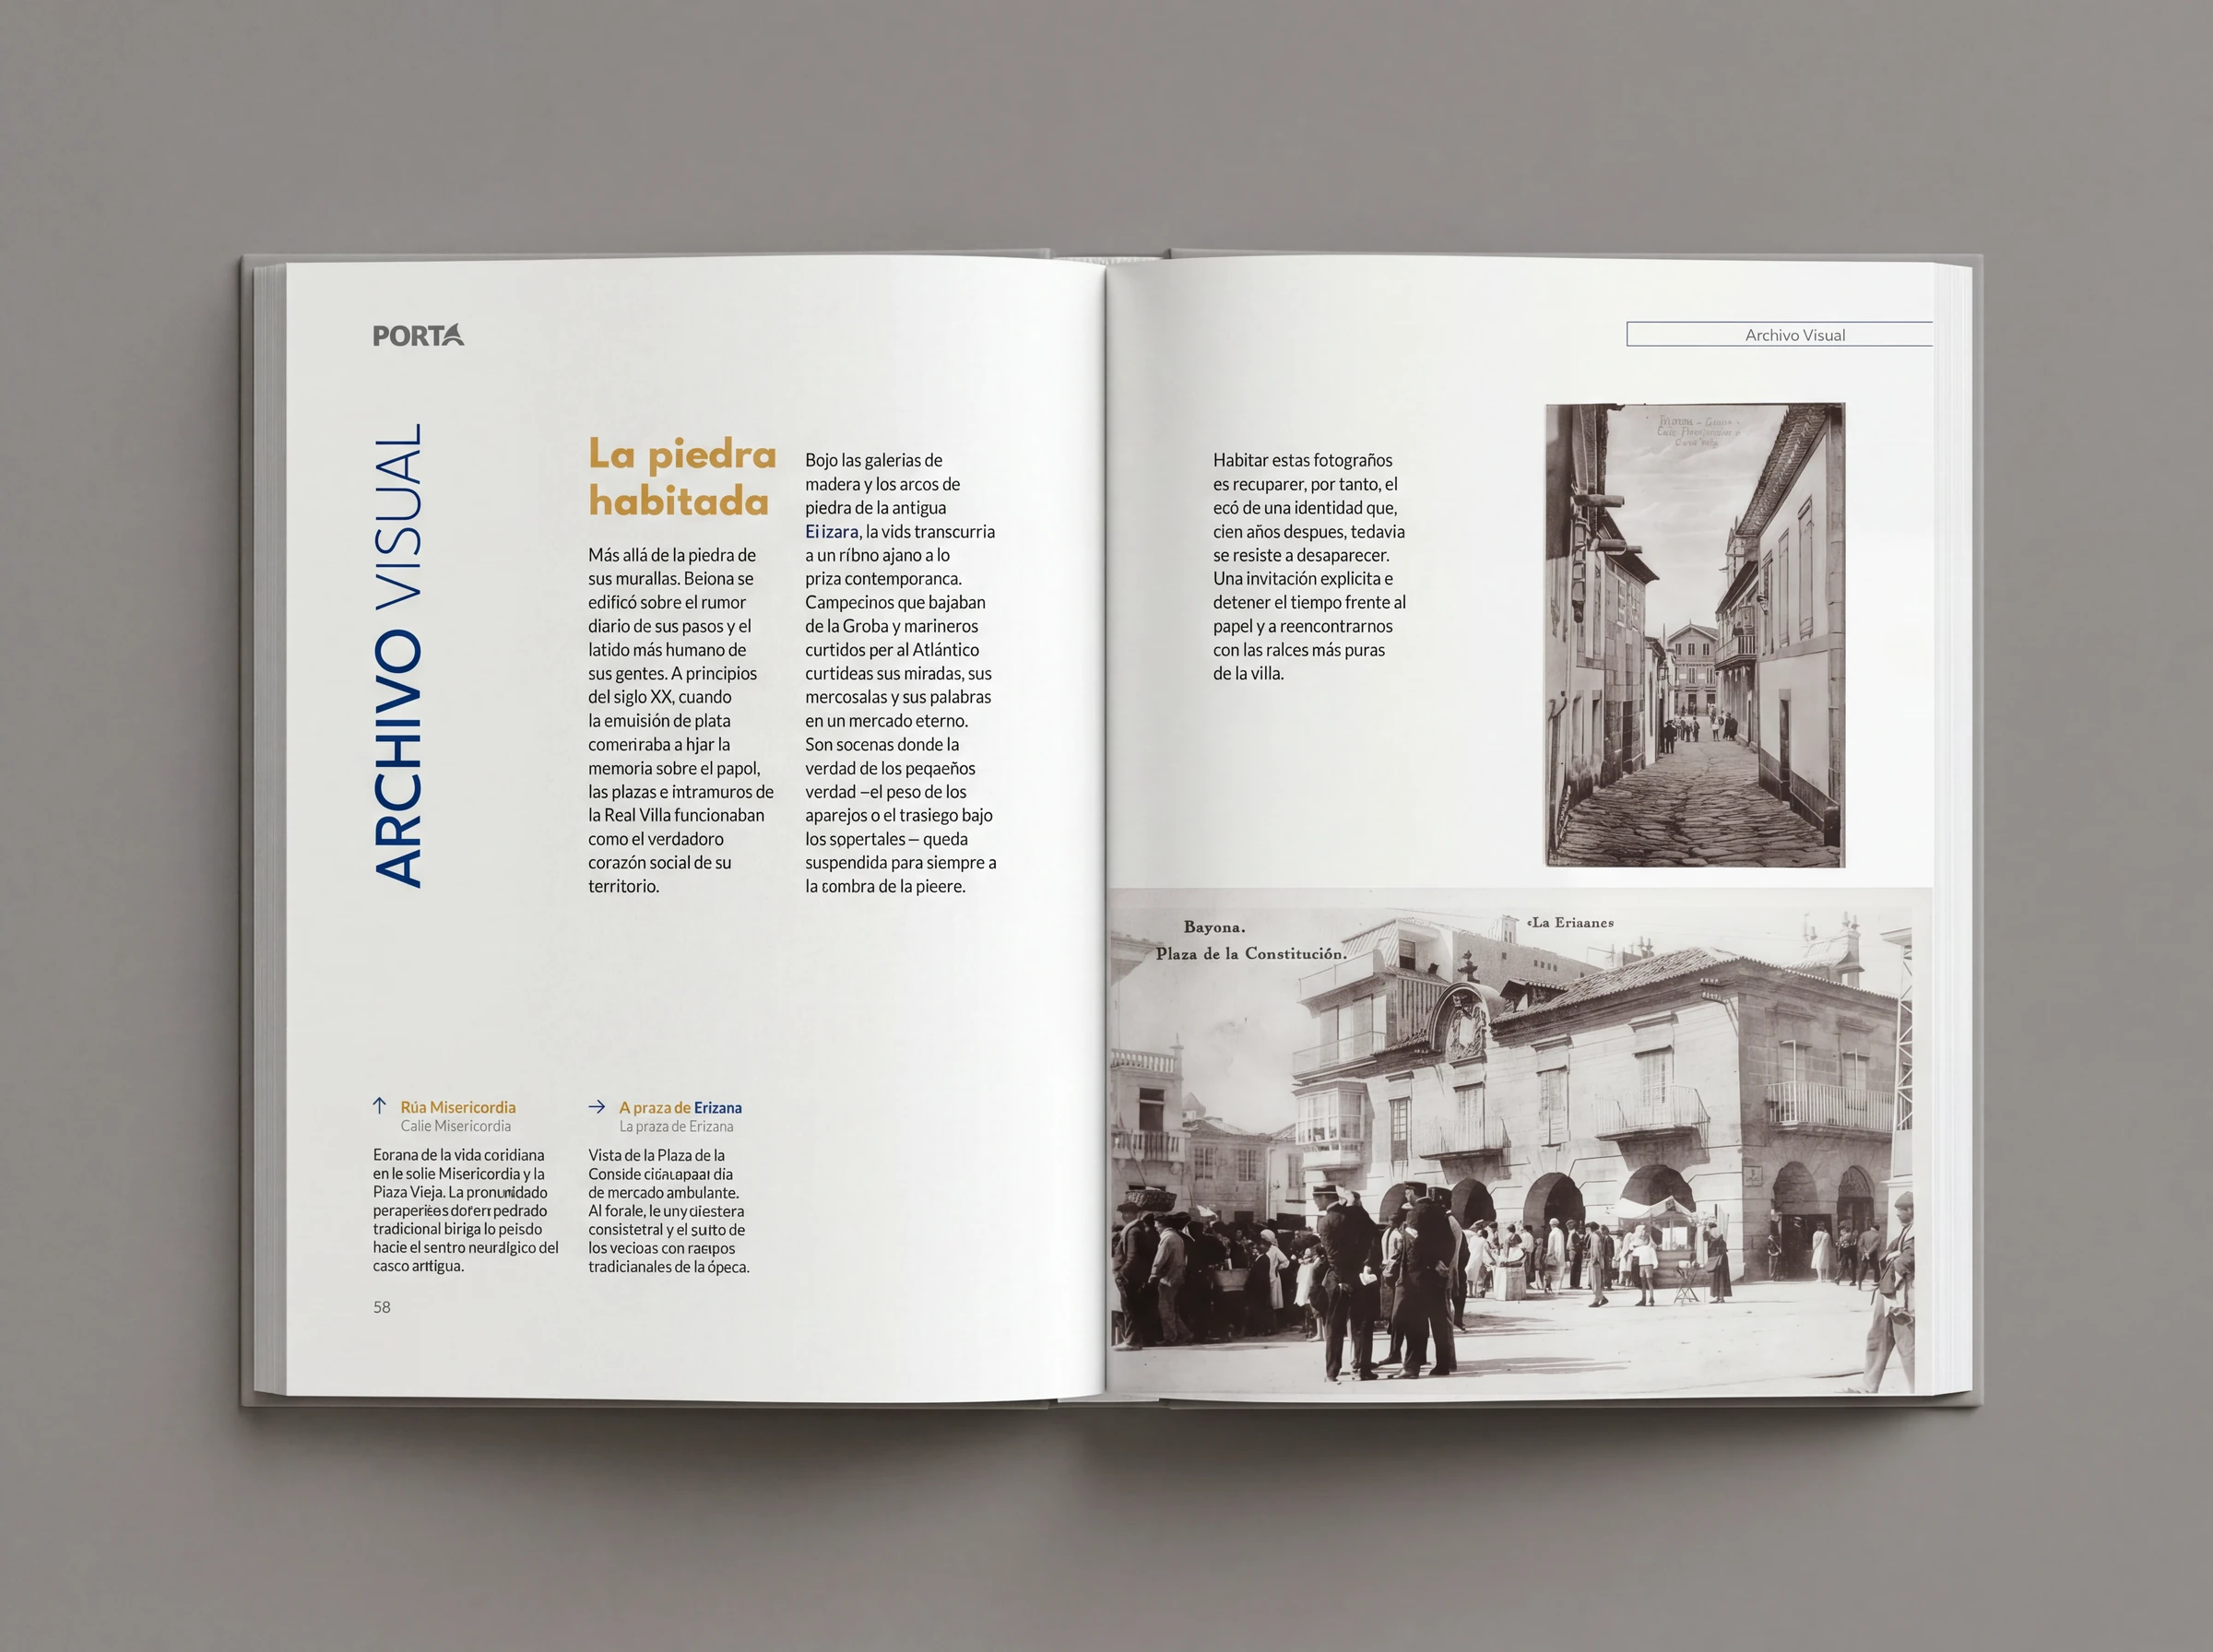 PORTA
ARCHIVO VISUAL
La piedra
habitada
Más allá de la piedra de
sus murallas. Beiona se
edificó sobre el rumor
diario de sus pasos y el
latido más humano de
sus gentes. A principios
del siglo XX, cuando
la emuisión de plata
a hjar la
memoria sobre el papol,
las plazas e intramuros de
la Real Villa funcionaban
como el verdadoro
corazón social de su
territorio.
Bojo las galerias de
madera y los arcos de
piedra de la antigua
Eiizara, la vids transcurria
a un ríbno ajano a lo
priza contemporanca.
Campecinos que bajaban
de la Groba y marineros
curtidos per al Atlántico
curtideas sus miradas, sus
mercosalas y sus palabras
en un mercado eterno.
Son socenas donde la
verdad de los peqaeños
verdad –el peso de los
aparejos o el trasiego bajo
los sopertales – queda
suspendida para siempre a
la combra de la pieere.
↑ Rúa Misericordia
Calie Misericordia
Eorana de la vida coridiana
en le solie Misericordia y la
Piaza Vieja. La
pedrado
tradicional biriga lo peisdo
hacie el sentro neurálgico del
casco
→ A praza de Erizana
La praza de Erizana
Vista de la Plaza de la
Conside dia
de mercado ambulante.
Al forale, le uny
consistetral y el suito de
los vecioas con
tradicianales de la ópeca.
58
Archivo Visual
Habitar estas fotograños
es recuparer, por tanto, el
ecó de una identidad que,
cien años despues, tedavia
se resiste a desaparecer.
Una invitación explicita e
detener el tiempo frente al
papel y a reencontrarnos
con las ralces más puras
de la villa.
Bayona.
Plaza de la Constitución.
‹La Eriaanes